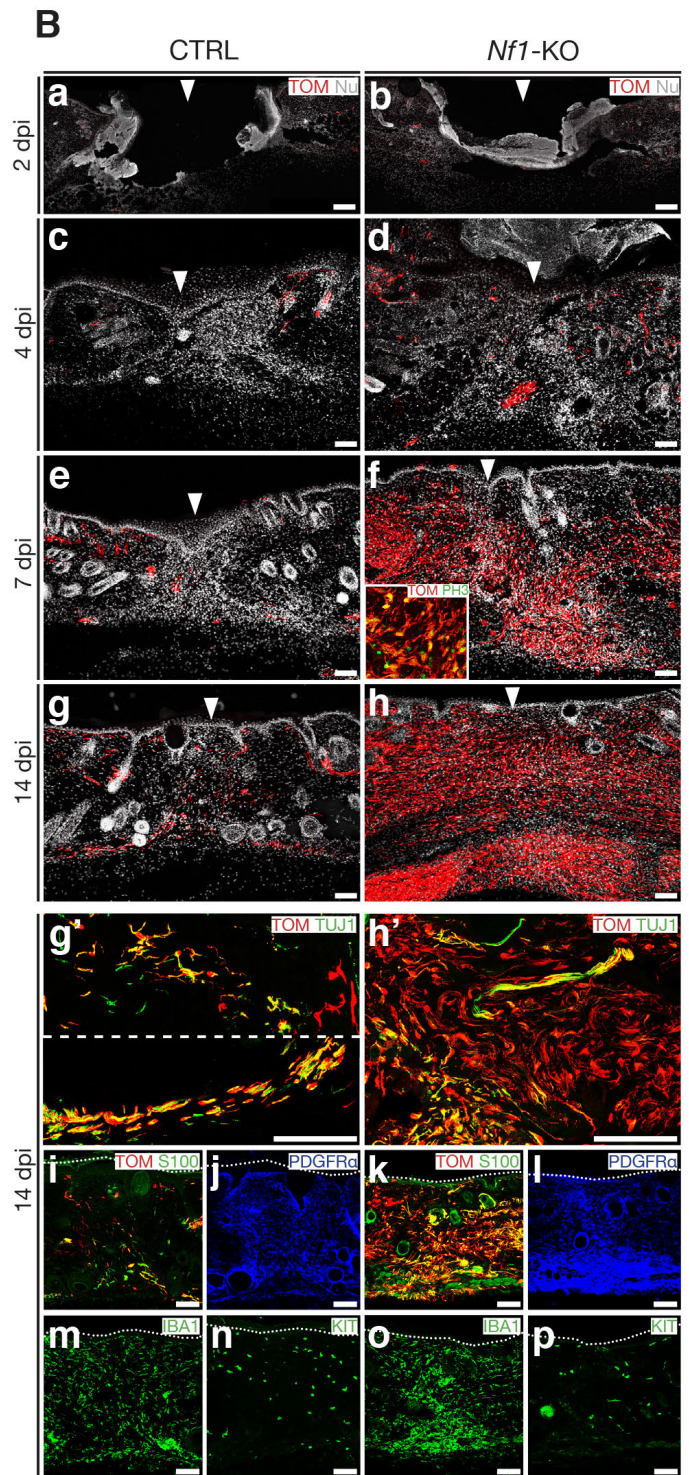 B
CTRL Nf1-KO
2 dpi
a TOM Nu
b TOM Nu
4 dpi
c
d
7 dpi
e
f
TOM PH3
14 dpi
g
h
14 dpi
g' TOM TUJ1
h' TOM TUJ1
i TOM S100
j PDGFRα
k TOM S100
l PDGFRα
m IBA1
n KIT
o IBA1
p KIT